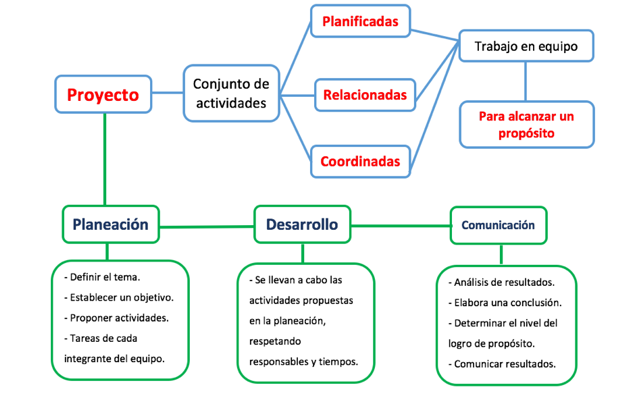 Planificadas
Trabajo en equipo
Proyecto
Conjunto de
actividades
Relacionadas
Para alcanzar un
propósito
Coordinadas
Planeación
Desarrollo
Comunicación
- Definir el tema.
- Establecer un objetivo.
- Proponer actividades.
- Tareas de cada
integrante del equipo.
- Se llevan a cabo las
actividades propuestas
en la planeación,
respetando
responsables y tiempos.
- Análisis de resultados.
- Elabora una conclusión.
- Determinar el nivel del
logro de propósito.
- Comunicar resultados.